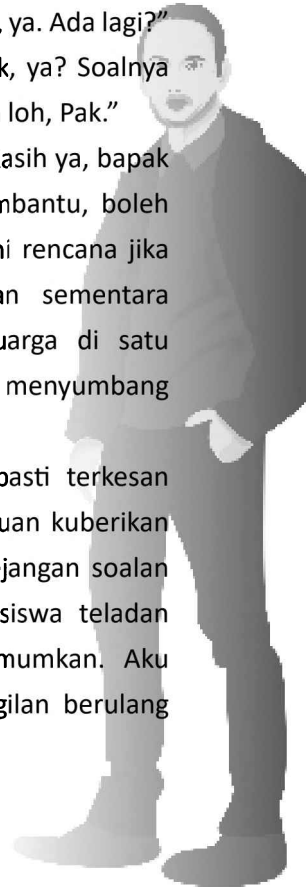 , ya. Ada lagi?”
k, ya? Soalnya
loh, Pak.”
asih ya, bapak
mbantu, boleh
ni rencana jika
an sementara
uarga di satu
menyumbang
pasti terkesan
uan kuberikan
ejangan soalan
siswa teladan
mumkan. Aku
gilan berulang